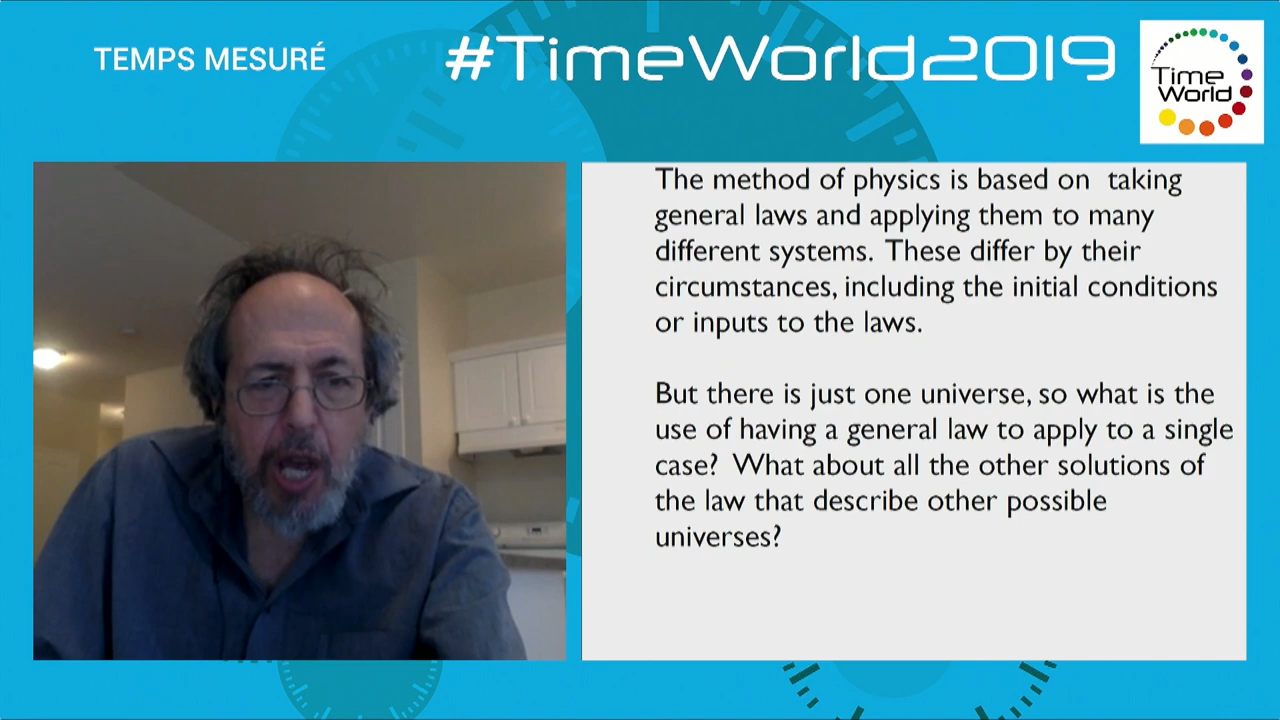 TEMPS MESURÉ
#TimeWorld2019
Time
World
The method of physics is based on  taking
general laws and applying them to many
different systems.  These differ by their
circumstances, including the initial conditions
or inputs to the laws.
But there is just one universe, so what is the
use of having a general law to apply to a single
case?  What about all the other solutions of
the law that describe other possible
universes?